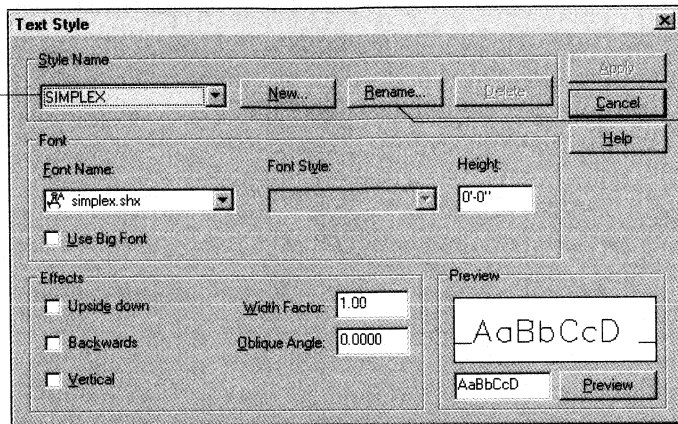 Text Style
Style Name
SIMPLEX
New...
Rename...
Delete
Apply
Cancel
Help
Font
Font Name:
Font Style:
Height:
simplex.shx
0'-0"
Use Big Font
Effects
Upside down
Backwards
Vertical
Width Factor:
1.00
Oblique Angle:
0.0000
Preview
AaBbCcD
AaBbCcD
Preview